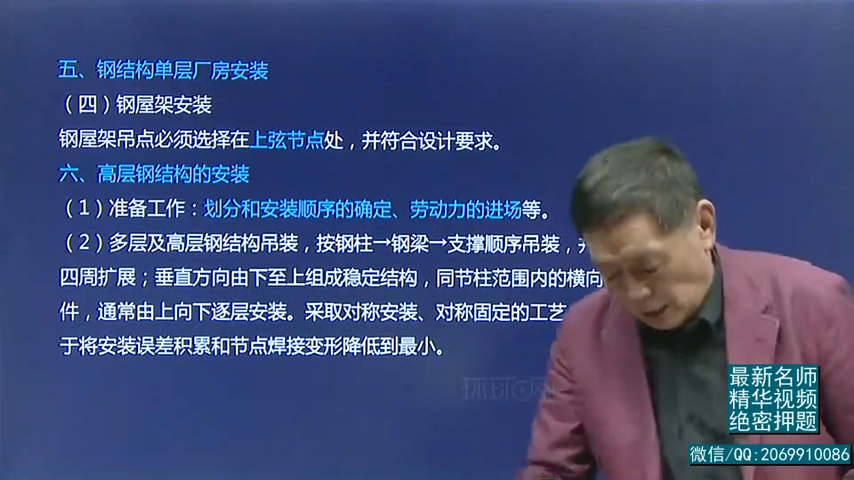 五、钢结构单层厂房安装
（四）钢屋架安装
钢屋架吊点必须选择在上弦节点处，并符合设计要求。
六、高层钢结构的安装
（1）准备工作：划分和安装顺序的确定、劳动力的进场等。
（2）多层及高层钢结构吊装，按钢柱→钢梁→支撑顺序吊装，
四周扩展；垂直方向由下至上组成稳定结构，同节柱范围内的横向
件，通常由上向下逐层安装。采取对称安装、对称固定的工艺
于将安装误差积累和节点焊接变形降低到最小。
环球网
最新名师
精华视频
绝密押题
微信/QQ:2069910086